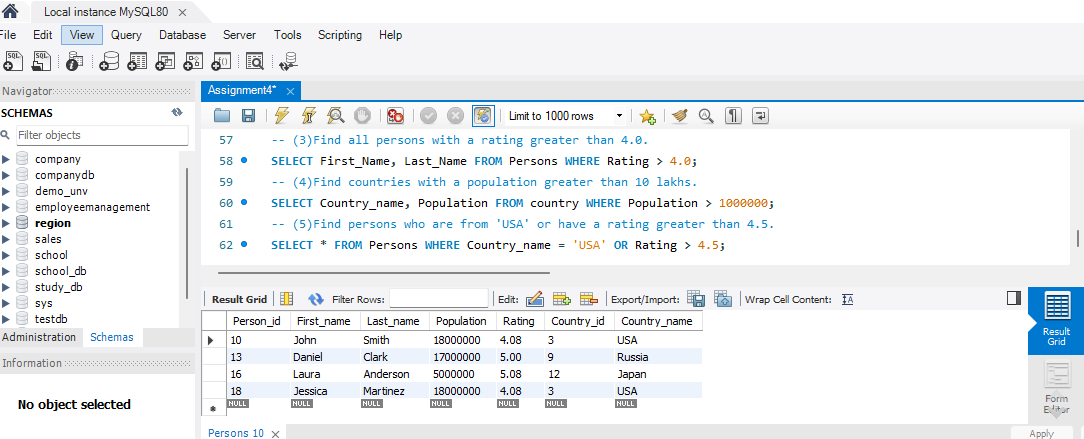 Local instance MySQL80 ×
File Edit View Query Database Server Tools Scripting Help
Navigator
SCHEMAS
Filter objects
company
companydb
demo_unv
employeemanagement
region
sales
school
school_db
study_db
sys
testdb
Administration Schemas
Information
No object selected
Assignment4* ×
Limit to 1000 rows
57 -- (3)Find all persons with a rating greater than 4.0.
58 SELECT First_Name, Last_Name FROM Persons WHERE Rating > 4.0;
59 -- (4)Find countries with a population greater than 10 lakhs.
60 SELECT Country_name, Population FROM country WHERE Population > 1000000;
61 -- (5)Find persons who are from 'USA' or have a rating greater than 4.5.
62 SELECT * FROM Persons WHERE Country_name = 'USA' OR Rating > 4.5;
Result Grid Filter Rows: Edit: Export/Import: Wrap Cell Content:
Person_id First_name Last_name Population Rating Country_id Country_name
10 John Smith 18000000 4.08 3 USA
13 Daniel Clark 17000000 5.00 9 Russia
16 Laura Anderson 5000000 5.08 12 Japan
18 Jessica Martinez 18000000 4.08 3 USA
NULL NULL NULL NULL NULL NULL NULL
Result
Grid
Form
Editor
Persons 10 ×
Apply